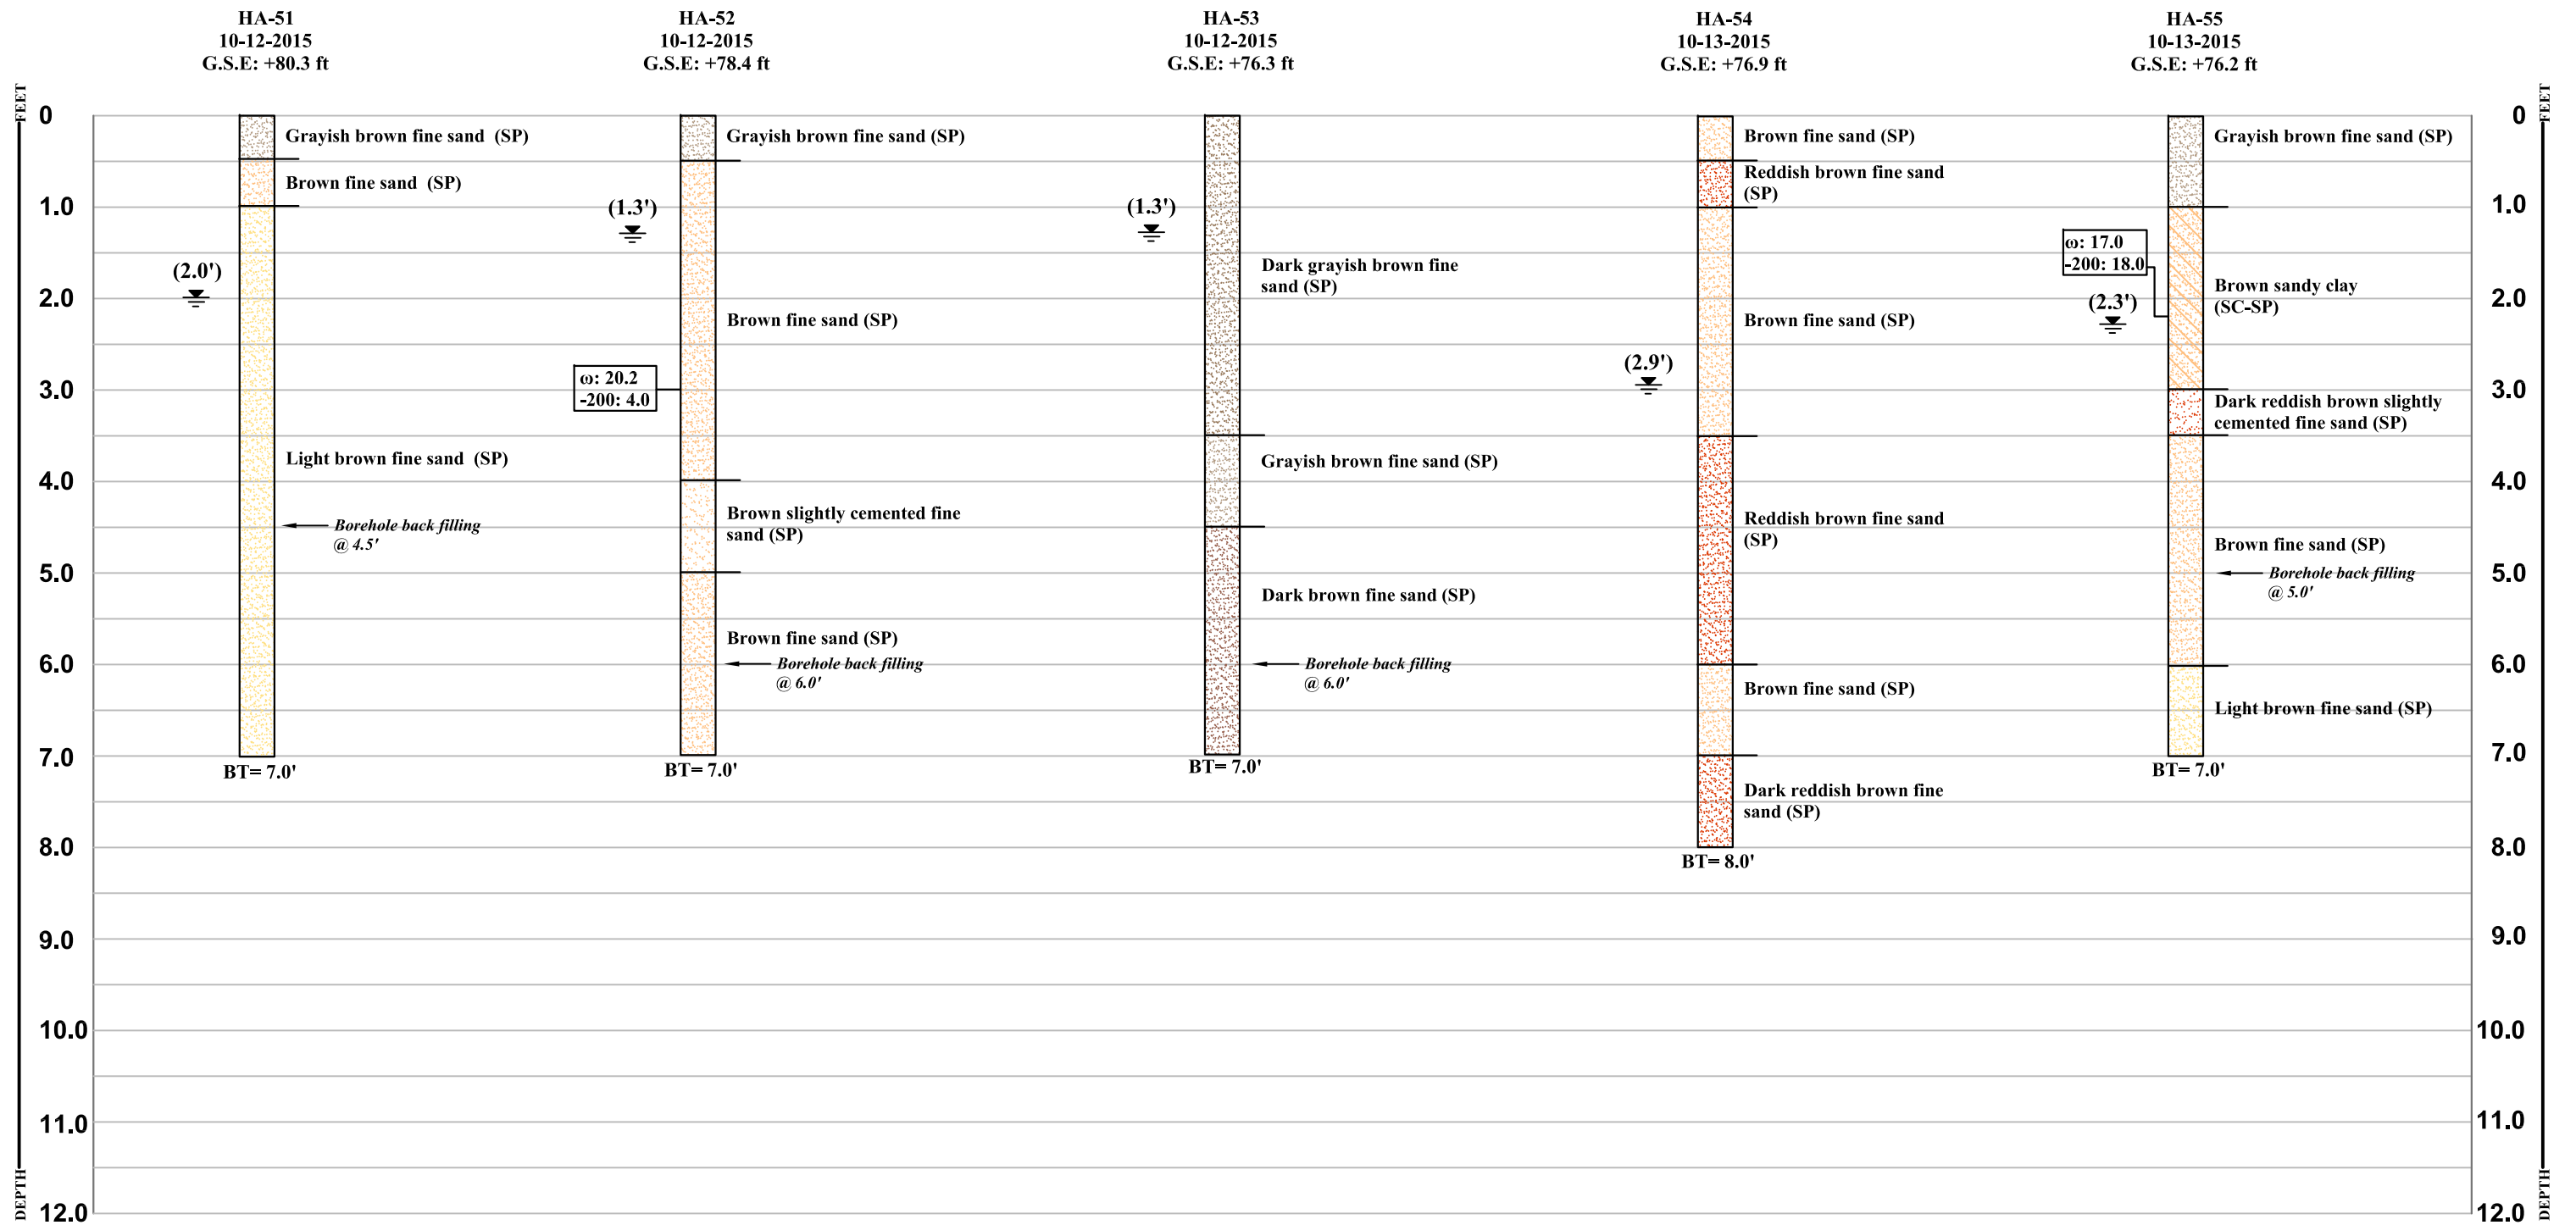 HA-51
10-12-2015
G.S.E: +80.3 ft
HA-52
10-12-2015
G.S.E: +78.4 ft
HA-53
10-12-2015
G.S.E: +76.3 ft
HA-54
10-13-2015
G.S.E: +76.9 ft
HA-55
10-13-2015
G.S.E: +76.2 ft
FEET
0
1.0
2.0
3.0
4.0
5.0
6.0
7.0
8.0
9.0
10.0
11.0
12.0
DEPTH
Grayish brown fine sand (SP)
Brown fine sand (SP)
(2.0')
Light brown fine sand (SP)
Borehole back filling
@ 4.5'
BT= 7.0'
Grayish brown fine sand (SP)
(1.3')
Brown fine sand (SP)
ω: 20.2
-200: 4.0
Brown slightly cemented fine
sand (SP)
Brown fine sand (SP)
Borehole back filling
@ 6.0'
BT= 7.0'
(1.3')
Dark grayish brown fine
sand (SP)
Grayish brown fine sand (SP)
Dark brown fine sand (SP)
Borehole back filling
@ 6.0'
BT= 7.0'
Brown fine sand (SP)
Reddish brown fine sand
(SP)
Brown fine sand (SP)
(2.9')
Reddish brown fine sand
(SP)
Brown fine sand (SP)
Dark reddish brown fine
sand (SP)
BT= 8.0'
Grayish brown fine sand (SP)
ω: 17.0
-200: 18.0
(2.3')
Brown sandy clay
(SC-SP)
Dark reddish brown slightly
cemented fine sand (SP)
Brown fine sand (SP)
Borehole back filling
@ 5.0'
Light brown fine sand (SP)
BT= 7.0'
FEET
0
1.0
2.0
3.0
4.0
5.0
6.0
7.0
8.0
9.0
10.0
11.0
12.0
DEPTH